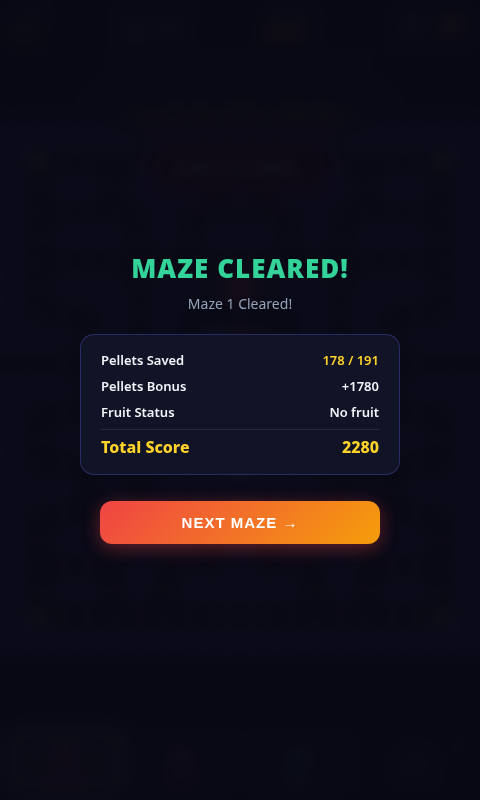 MAZE CLEARED!
Maze 1 Cleared!
Pellets Saved 178 / 191
Pellets Bonus +1780
Fruit Status No fruit
Total Score 2280
NEXT MAZE →